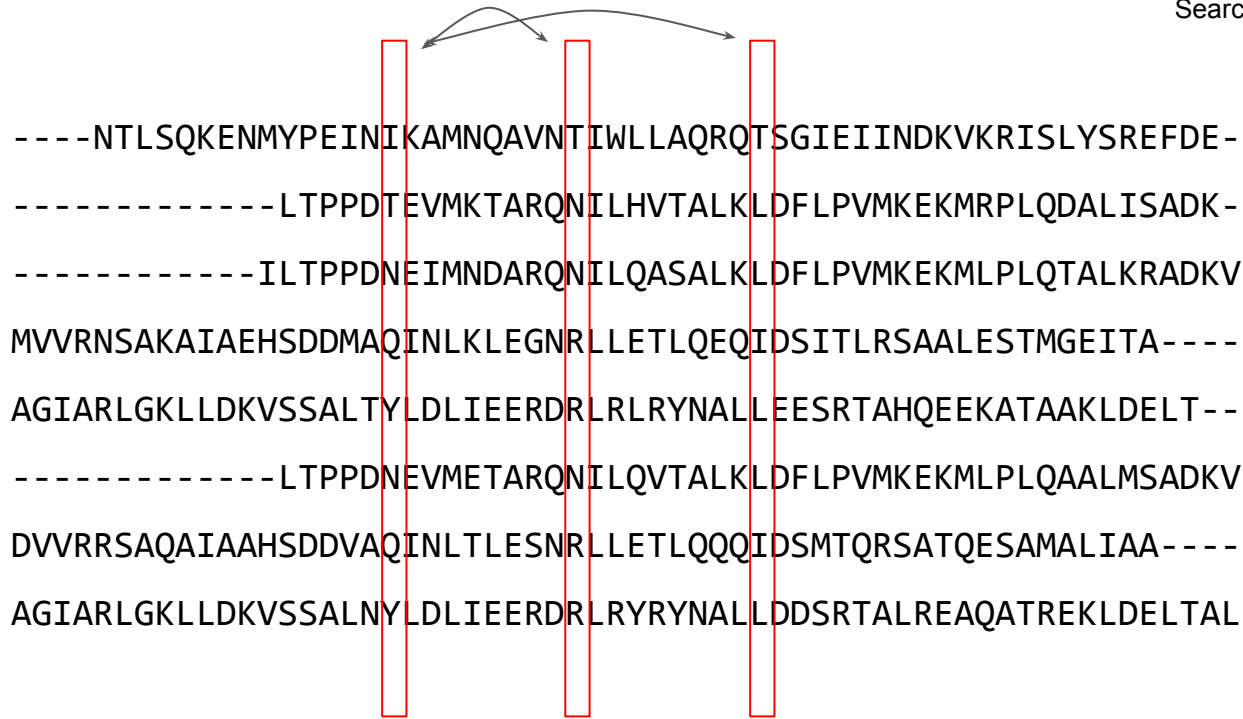 Searc
----NTLSQKENMYPEINIKAMNQAVNTIWLLAQRQTSGIEIINDKVKRISLYSREFDE-
-------------LTPPDTEVMKTARQNILHVTALKLDFLPVMKEKMRPLQDALISADK-
------------ILTPPDNEIMNDARQNILQASALKLDFLPVMKEKMLPLQTALKRADKV
MVVRNSAKAIAEHSDDMAQINLKLEGNRLLETLQEQIDSITLRSAALESTMGEITA----
AGIARLGKLLDKVSSALTYLDLIEERDRLRLRYNALLEESRTAHQEEKATAAKLDELT--
-------------LTPPDNEVMETARQNILQVTALKLDFLPVMKEKMLPLQAALMSADKV
DVVRRSAQAIAAHSDDVAQINLTLESNRLLETLQQQIDSMTQRSATQESAMALIAA----
AGIARLGKLLDKVSSALNYLDLIEERDRLRYRYNALLDDSRTALREAQATREKLDELTAL